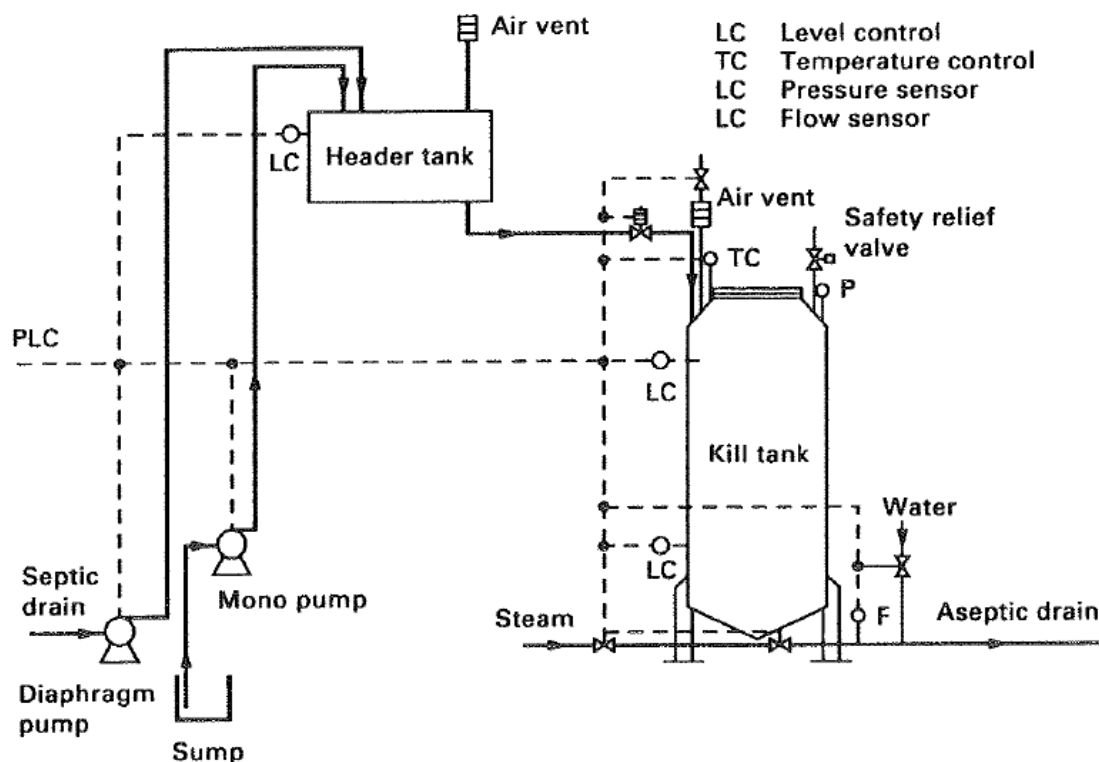 Air vent
LC Level control
TC Temperature control
LC Pressure sensor
LC Flow sensor
LC
Header tank
Air vent
Safety relief
valve
TC
P
PLC
LC
Kill tank
Water
LC
Septic
drain
Mono pump
Steam
F
Aseptic drain
Diaphragm
pump
Sump